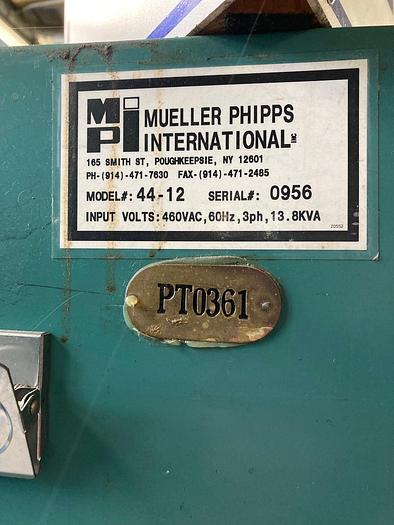 MPi MUELLER PHIPPS
INTERNATIONAL INC
165 SMITH ST, POUGHKEEPSIE, NY 12601
PH-(914)-471-7630 FAX-(914)-471-2485
MODEL#: 44-12 SERIAL#: 0956
INPUT VOLTS: 460VAC, 60Hz, 3ph, 13.8KVA
20552
PT0361